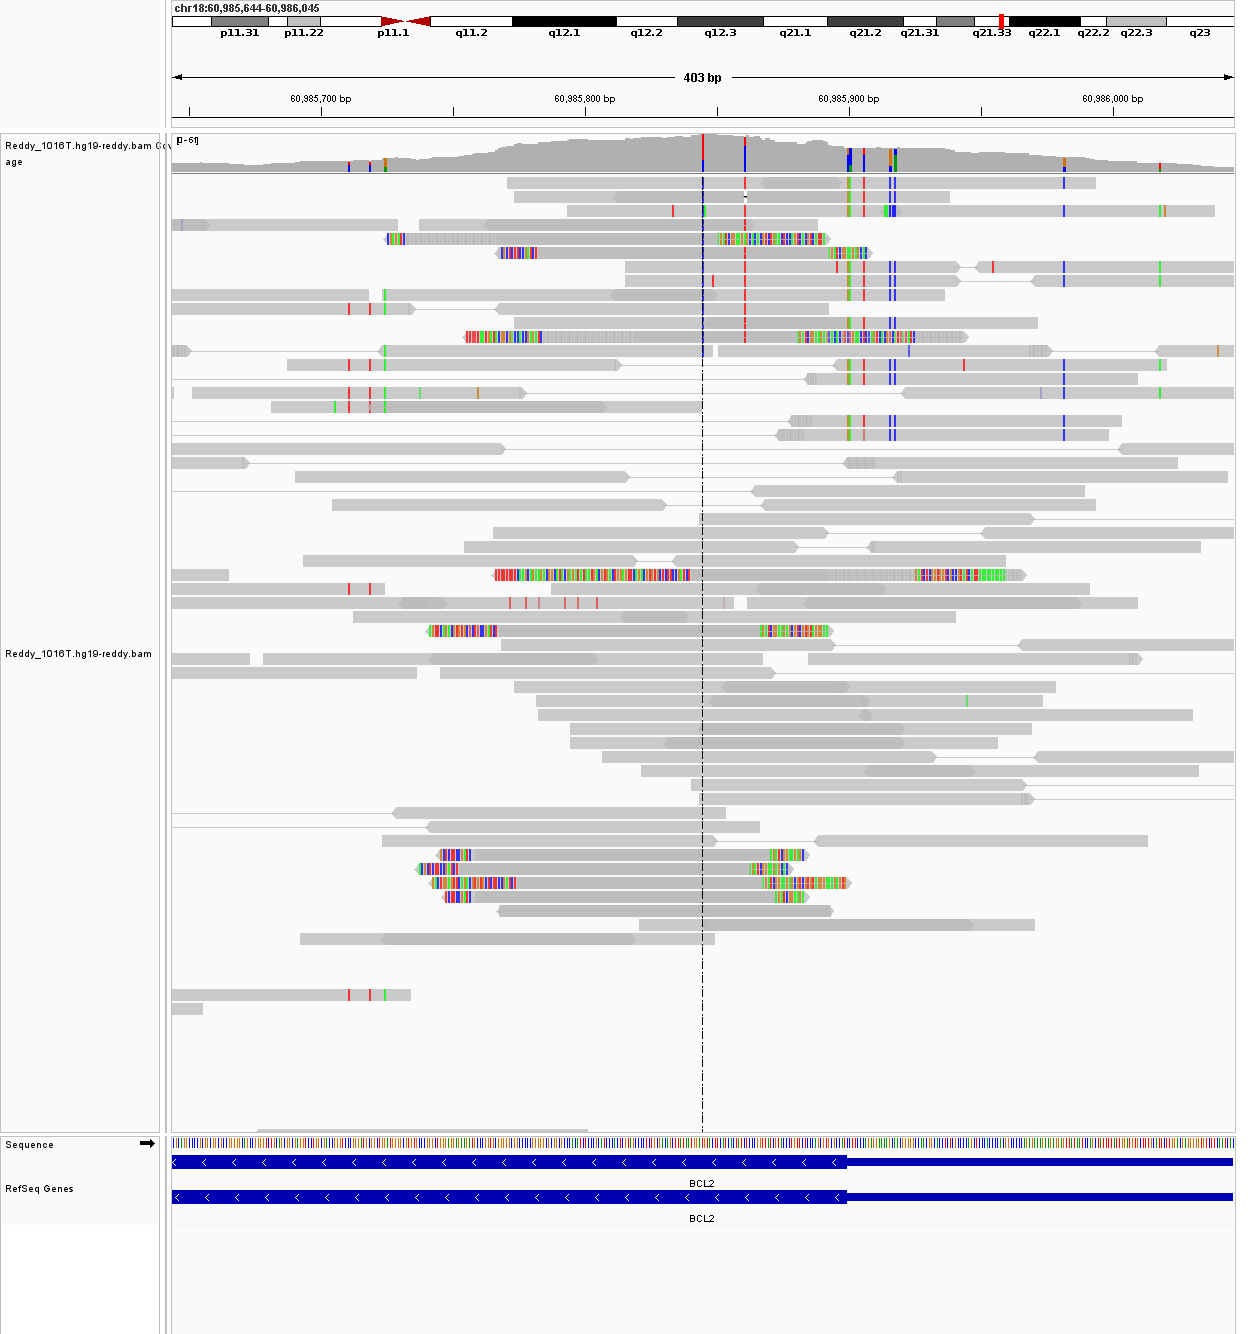 chr18:60,985,644-60,986,045
p11.31 p11.22 p11.1 q11.2 q12.1 q12.2 q12.3 q21.1 q21.2 q21.31 q21.33 q22.1 q22.2 q22.3 q23
403 bp
60,985,700 bp 60,985,800 bp 60,985,900 bp 60,986,000 bp
Reddy_1016T.hg19-reddy.bam Cov
age
[0-61]
Reddy_1016T.hg19-reddy.bam
Sequence
BCL2
RefSeq Genes
BCL2